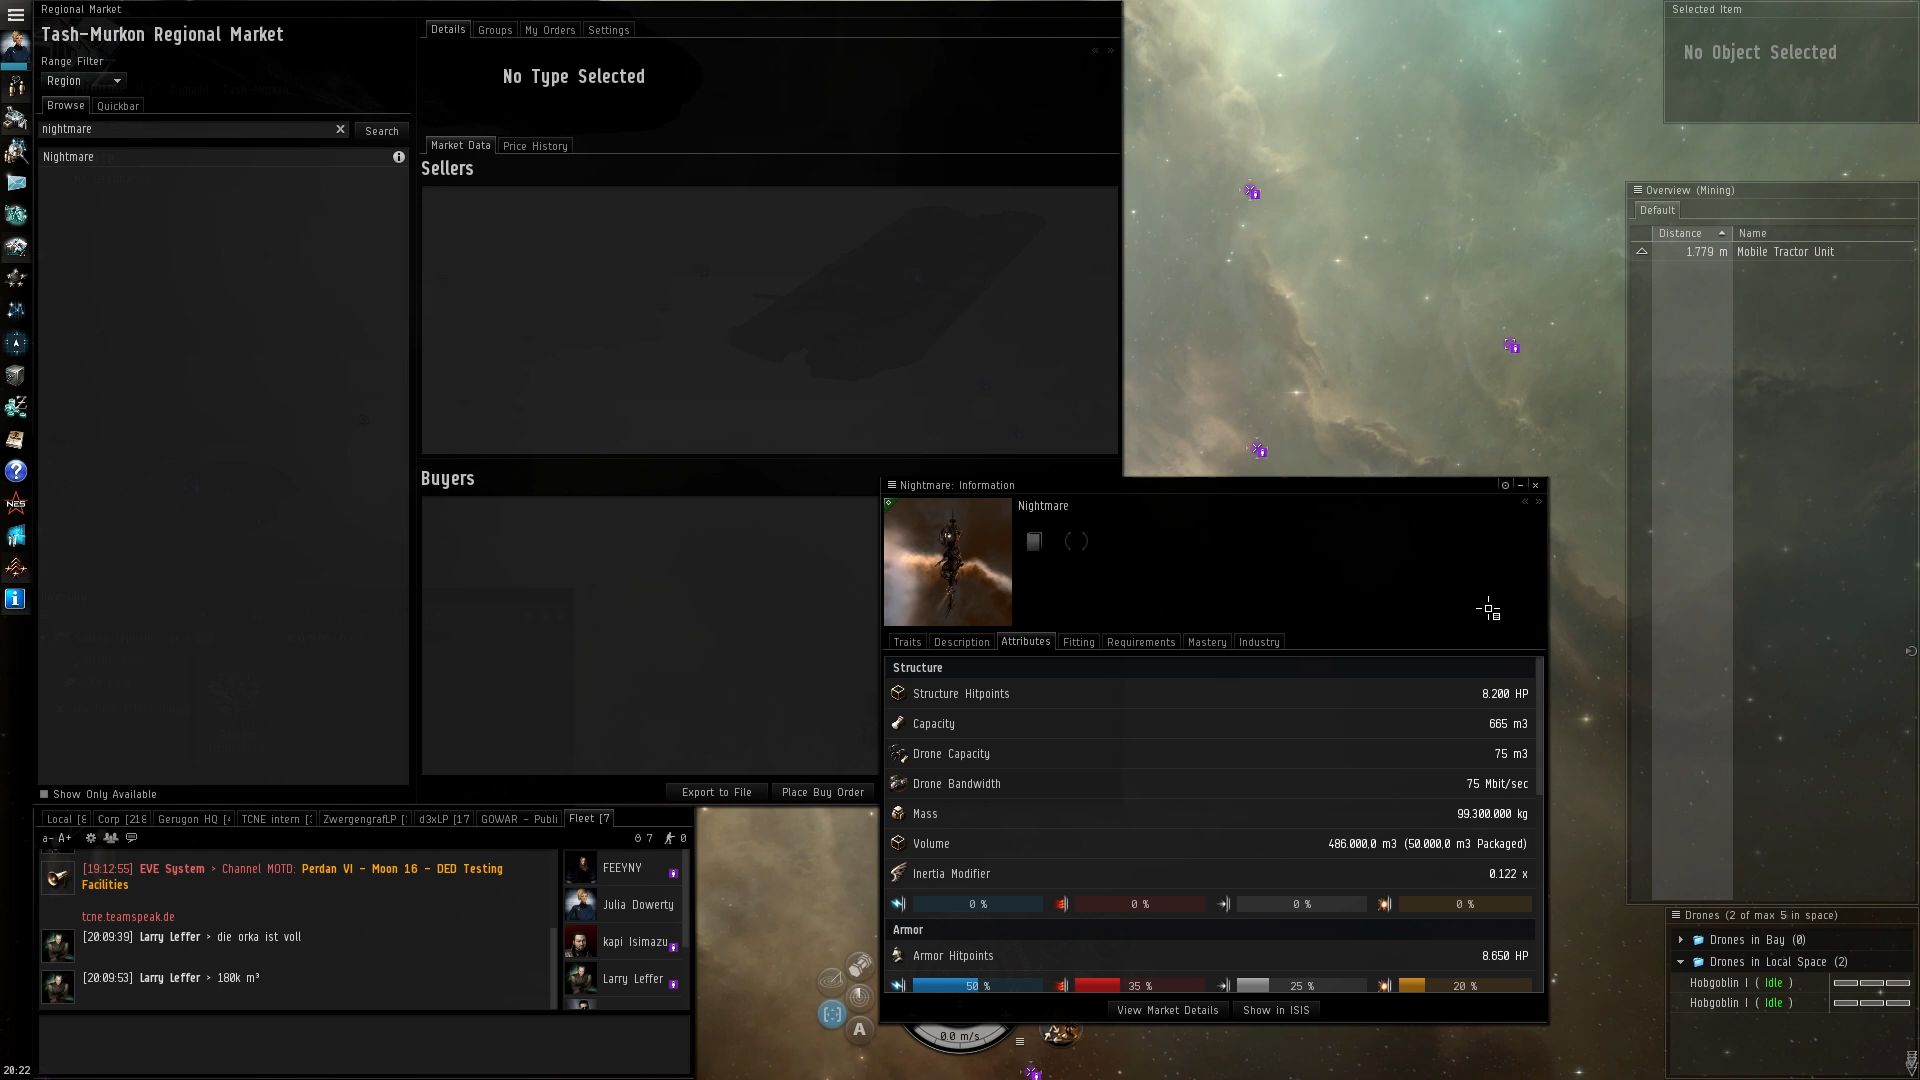 Regional Market
Tash-Murkon Regional Market
Range Filter
Region
Browse Quickbar
nightmare
Search
Nightmare
Show Only Available
Details Groups My Orders Settings
No Type Selected
Market Data Price History
Sellers
Buyers
Export to File Place Buy Order
Selected Item
No Object Selected
Overview (Mining)
Default
Distance Name
1.779 m Mobile Tractor Unit
Nightmare: Information
Nightmare
Traits Description Attributes Fitting Requirements Mastery Industry
Structure
Structure Hitpoints 8.200 HP
Capacity 665 m3
Drone Capacity 75 m3
Drone Bandwidth 75 Mbit/sec
Mass 99.300.000 kg
Volume 486.000,0 m3 (50.000,0 m3 Packaged)
Inertia Modifier 0.122 x
0 % 0 % 0 % 0 %
Armor
Armor Hitpoints 8.650 HP
50 % 35 % 25 % 20 %
View Market Details Show in ISIS
Local [ Corp [218 Gerugon HQ [ TCNE intern [ ZwergengrafLP [ d3xLP [17 GOWAR - Publi Fleet [7
a- A+
7 0
[19:12:55] EVE System > Channel MOTD: Perdan VI - Moon 16 - DED Testing
Facilities
tcne.teamspeak.de
[20:09:39] Larry Leffer > die orka ist voll
[20:09:53] Larry Leffer > 180k m³
FEEYNY
Julia Dowerty
kapi Isimazu
Larry Leffer
NES
A
0.0 m/s
Drones (2 of max 5 in space)
Drones in Bay (0)
Drones in Local Space (2)
Hobgoblin I ( Idle )
Hobgoblin I ( Idle )
20:22